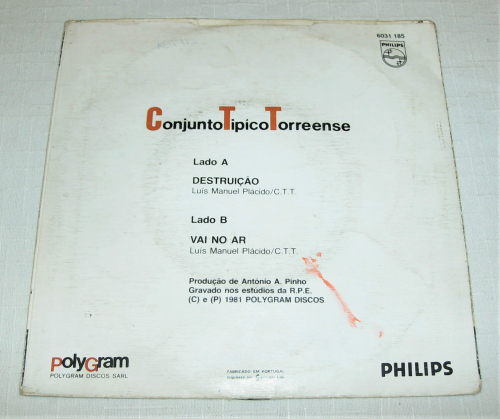 6031 185
PHILIPS
ConjuntoTipicoTorreense
Lado A
DESTRUIÇÃO
Luís Manuel Plácido/C.T.T.
Lado B
VAI NO AR
Luís Manuel Plácido/C.T.T.
Produção de António A. Pinho
Gravado nos estúdios da R.P.E.
(C) e (P) 1981 POLYGRAM DISCOS
PolyGram
POLYGRAM DISCOS SARL
FABRICADO EM PORTUGAL
PHILIPS